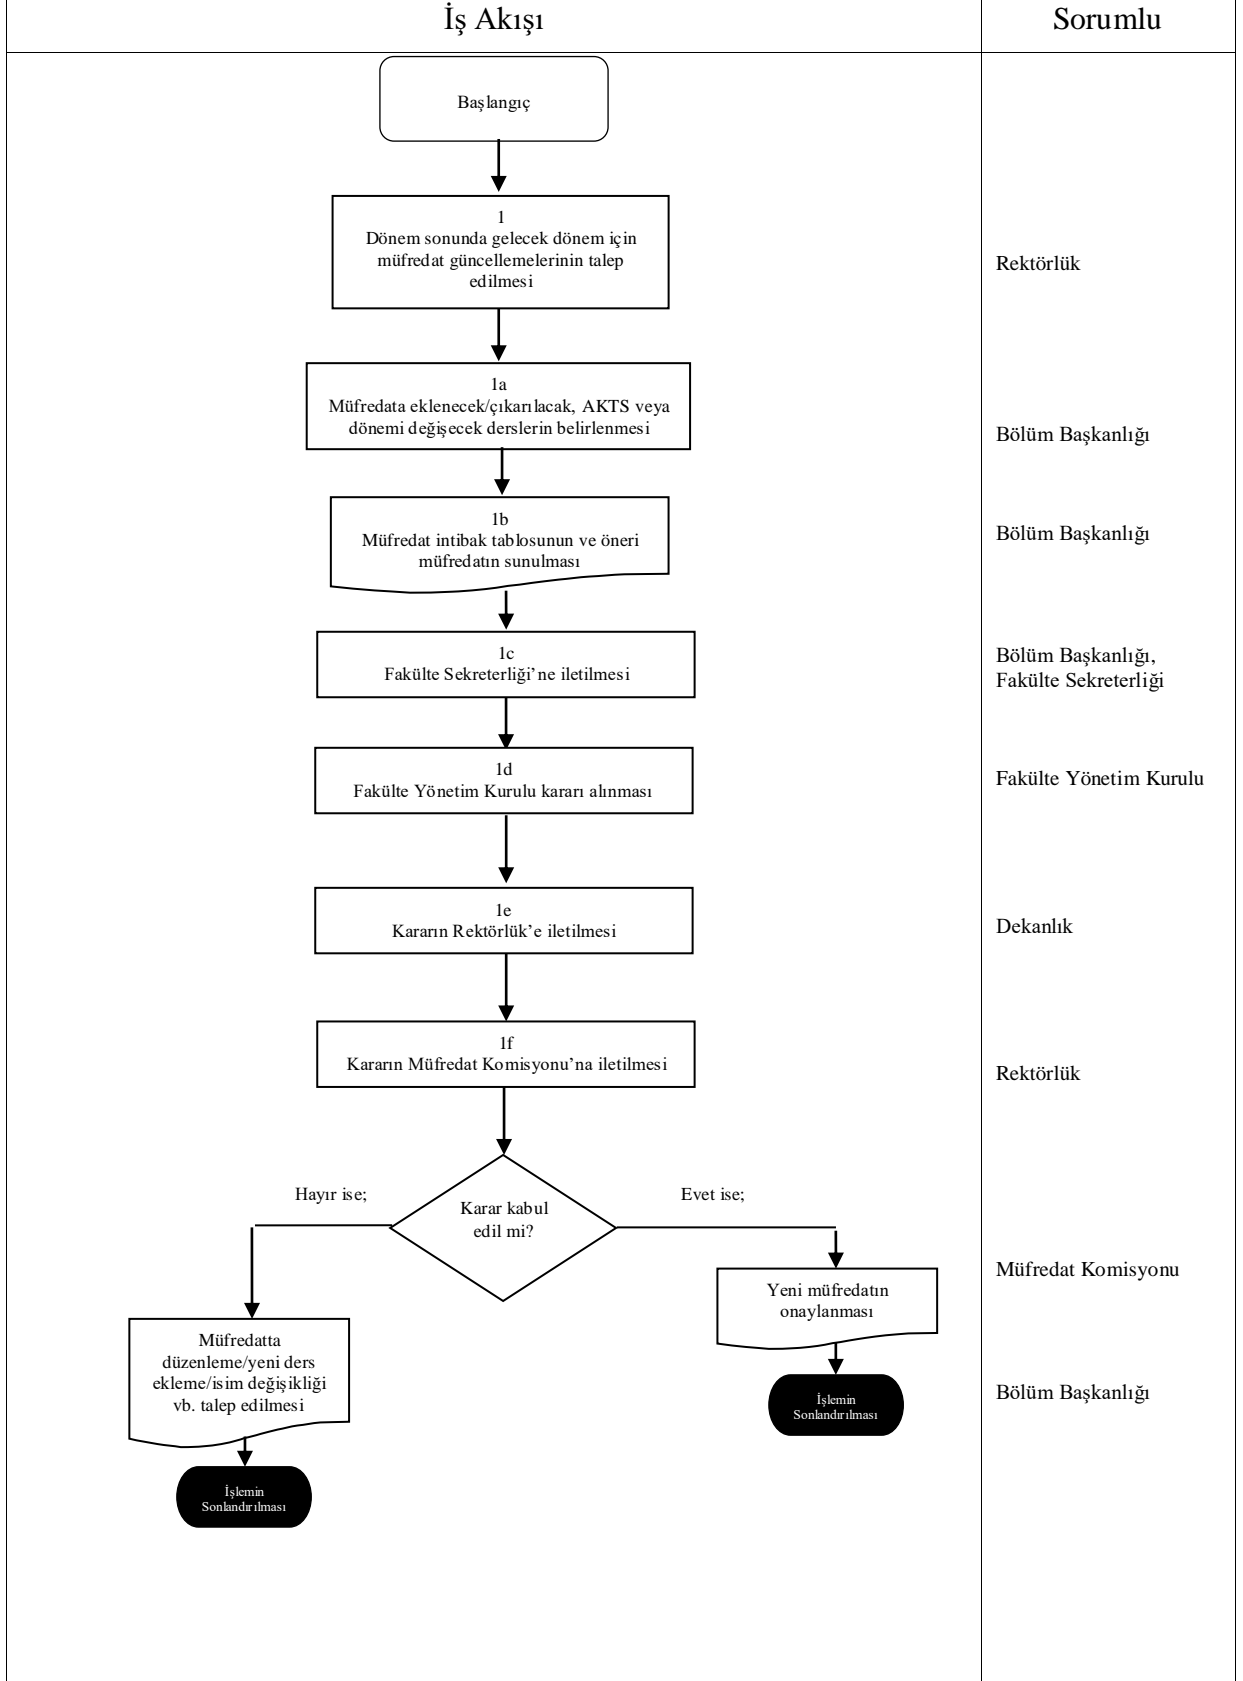 İş Akışı
Sorumlu
Başlangıç
1
Dönem sonunda gelecek dönem için
müfredat güncellemelerinin talep
edilmesi
Rektörlük
1a
Müfredata eklenecek/çıkarılacak, AKTS veya
dönemi değişecek derslerin belirlenmesi
Bölüm Başkanlığı
1b
Müfredat intibak tablosunun ve öneri
müfredatın sunulması
Bölüm Başkanlığı
1c
Fakülte Sekreterliği’ne iletilmesi
Bölüm Başkanlığı,
Fakülte Sekreterliği
1d
Fakülte Yönetim Kurulu kararı alınması
Fakülte Yönetim Kurulu
1e
Kararın Rektörlük’e iletilmesi
Dekanlık
1f
Kararın Müfredat Komisyonu’na iletilmesi
Rektörlük
Hayır ise;
Evet ise;
Karar kabul
edil mi?
Müfredat Komisyonu
Yeni müfredatın
onaylanması
Müfredatta
düzenleme/yeni ders
ekleme/isim değişikliği
vb. talep edilmesi
Bölüm Başkanlığı
İşlemin
Sonlandırılması
İşlemin
Sonlandırılması